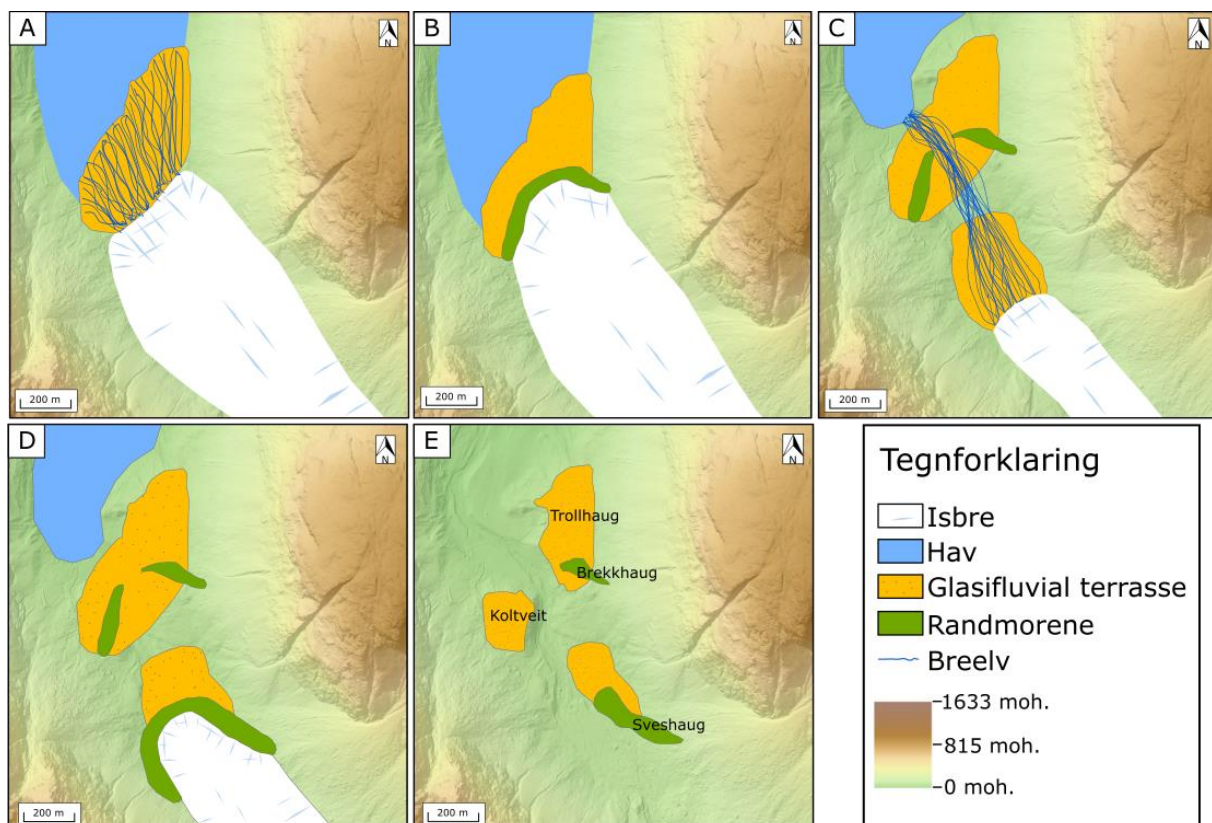 A
N
200 m
B
N
200 m
C
N
200 m
D
N
200 m
E
N
Trollhaug
Brekkhaug
Koltveit
Sveshaug
200 m
Tegnforklaring
Isbre
Hav
Glasifluvial terrasse
Randmorene
Breelv
1633 moh.
815 moh.
0 moh.